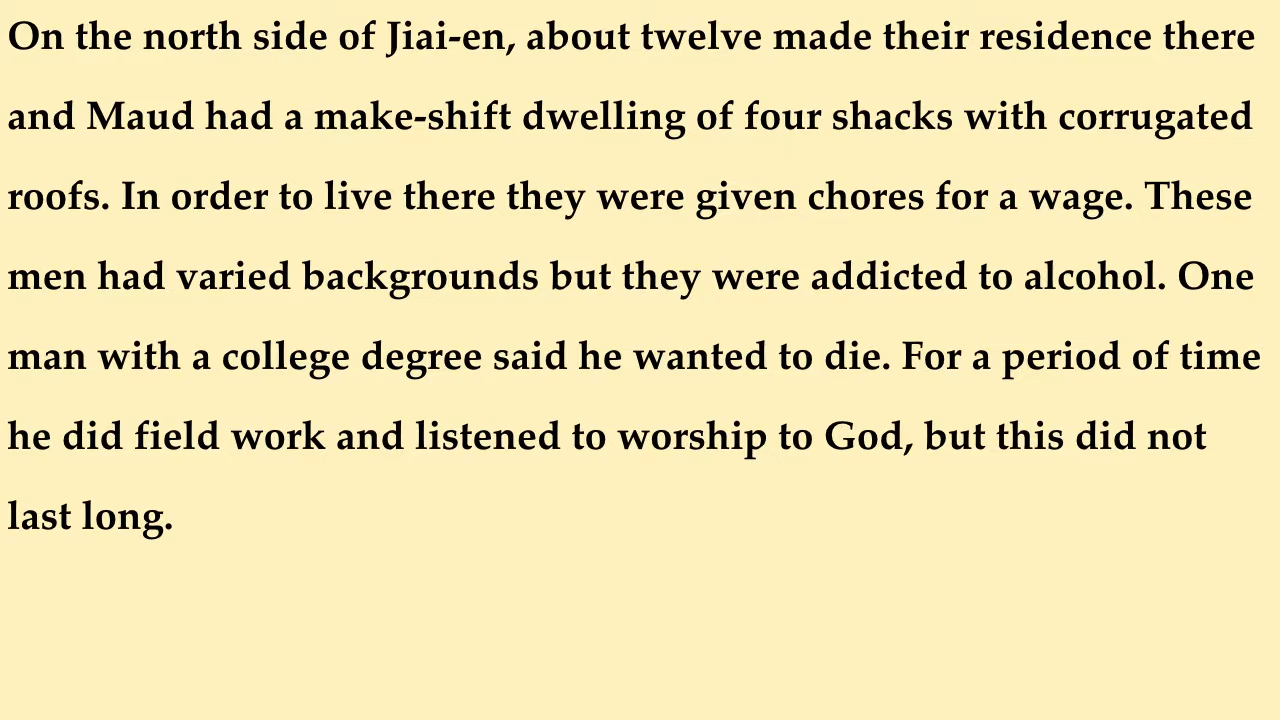 On the north side of Jiai-en, about twelve made their residence there
and Maud had a make-shift dwelling of four shacks with corrugated
roofs. In order to live there they were given chores for a wage. These
men had varied backgrounds but they were addicted to alcohol. One
man with a college degree said he wanted to die. For a period of time
he did field work and listened to worship to God, but this did not
last long.